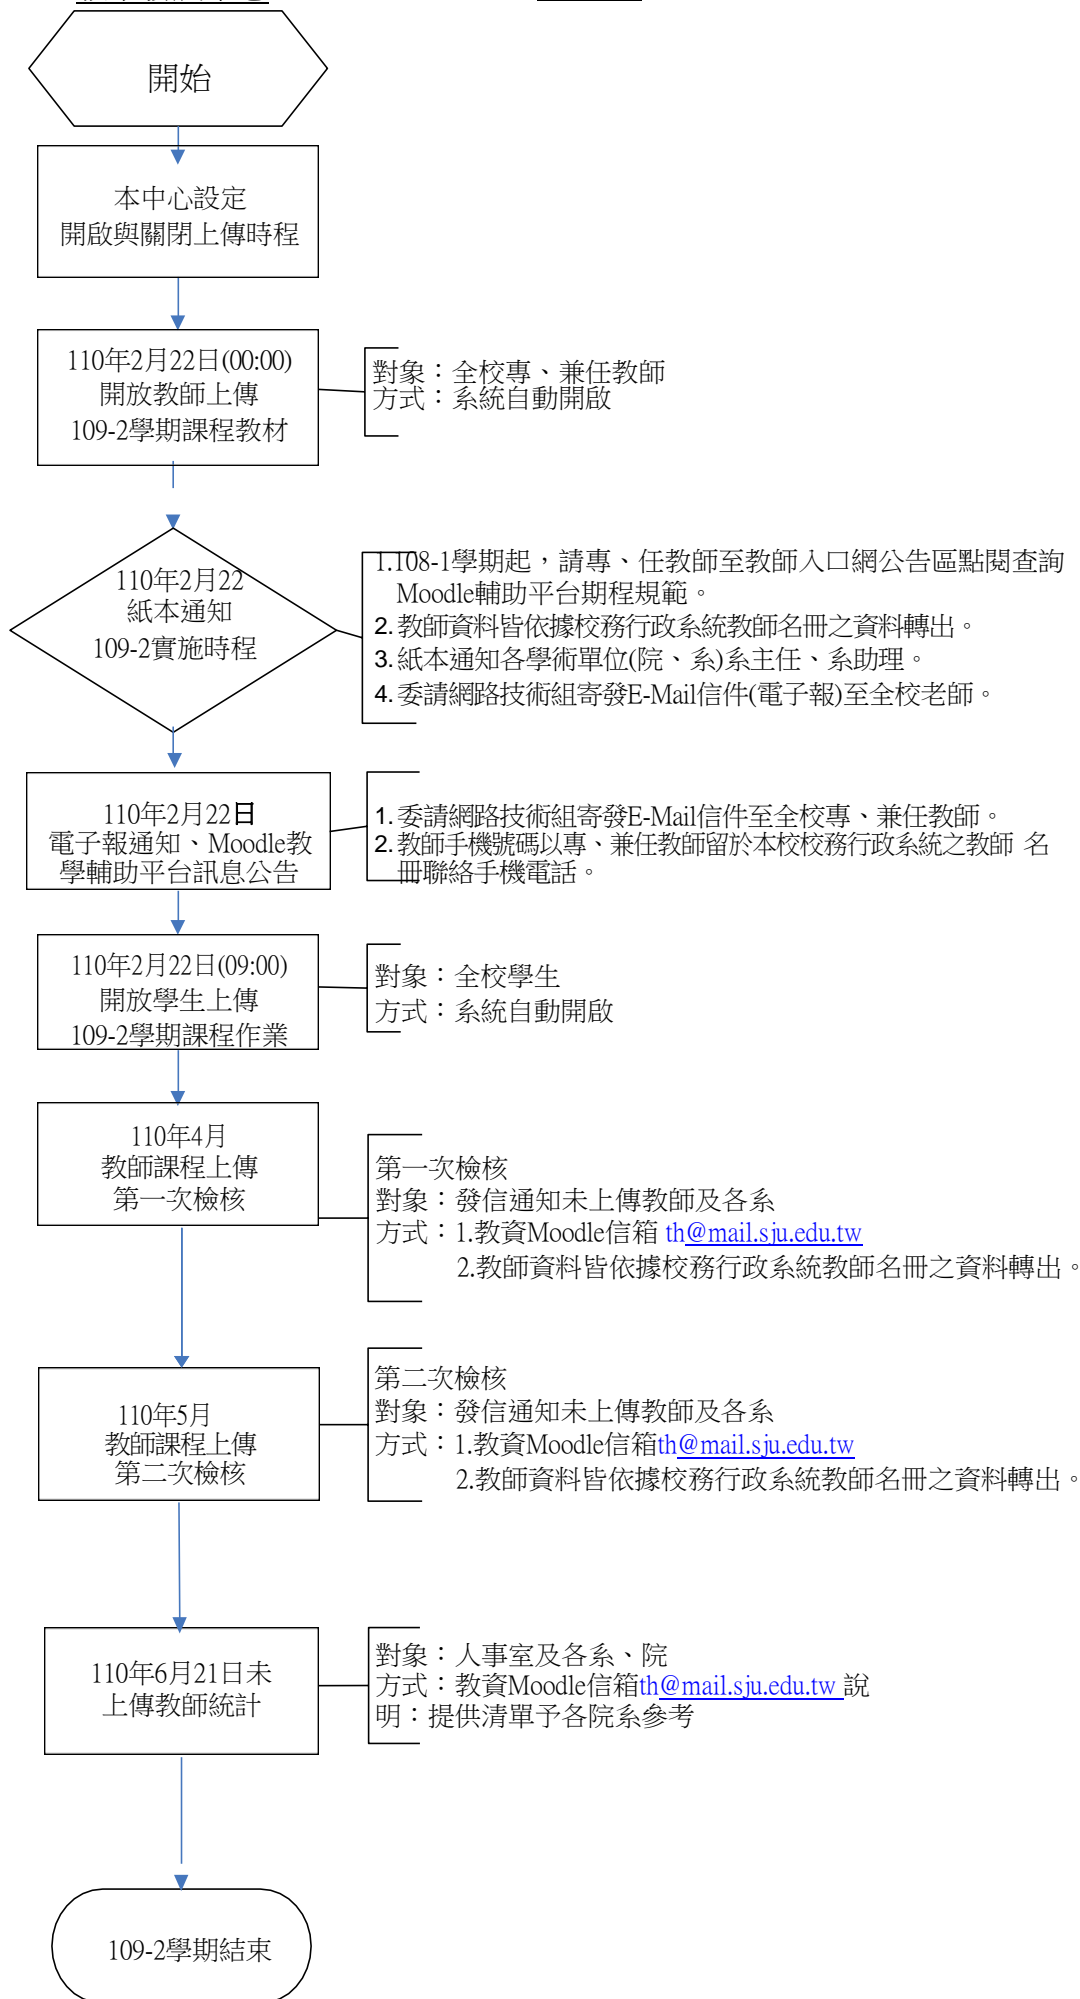 開始
本中心設定
開啟與關閉上傳時程
110年2月22日(00:00)
開放教師上傳
109-2學期課程教材
對象：全校專、兼任教師
方式：系統自動開啟
110年2月22
紙本通知
109-2實施時程
1.108-1學期起，請專、任教師至教師入口網公告區點閱查詢
Moodle輔助平台期程規範。
2.教師資料皆依據校務行政系統教師名冊之資料轉出。
3.紙本通知各學術單位(院、系)系主任、系助理。
4.委請網路技術組寄發E-Mail信件(電子報)至全校老師。
110年2月22日
電子報通知、Moodle教
學輔助平台訊息公告
1.委請網路技術組寄發E-Mail信件至全校專、兼任教師。
2.教師手機號碼以專、兼任教師留於本校校務行政系統之教師 名
冊聯絡手機電話。
110年2月22日(09:00)
開放學生上傳
109-2學期課程作業
對象：全校學生
方式：系統自動開啟
110年4月
教師課程上傳
第一次檢核
第一次檢核
對象：發信通知未上傳教師及各系
方式：1.教資Moodle信箱 th@mail.sju.edu.tw
2.教師資料皆依據校務行政系統教師名冊之資料轉出。
110年5月
教師課程上傳
第二次檢核
第二次檢核
對象：發信通知未上傳教師及各系
方式：1.教資Moodle信箱th@mail.sju.edu.tw
2.教師資料皆依據校務行政系統教師名冊之資料轉出。
110年6月21日未
上傳教師統計
對象：人事室及各系、院
方式：教資Moodle信箱th@mail.sju.edu.tw 說
明：提供清單予各院系參考
109-2學期結束